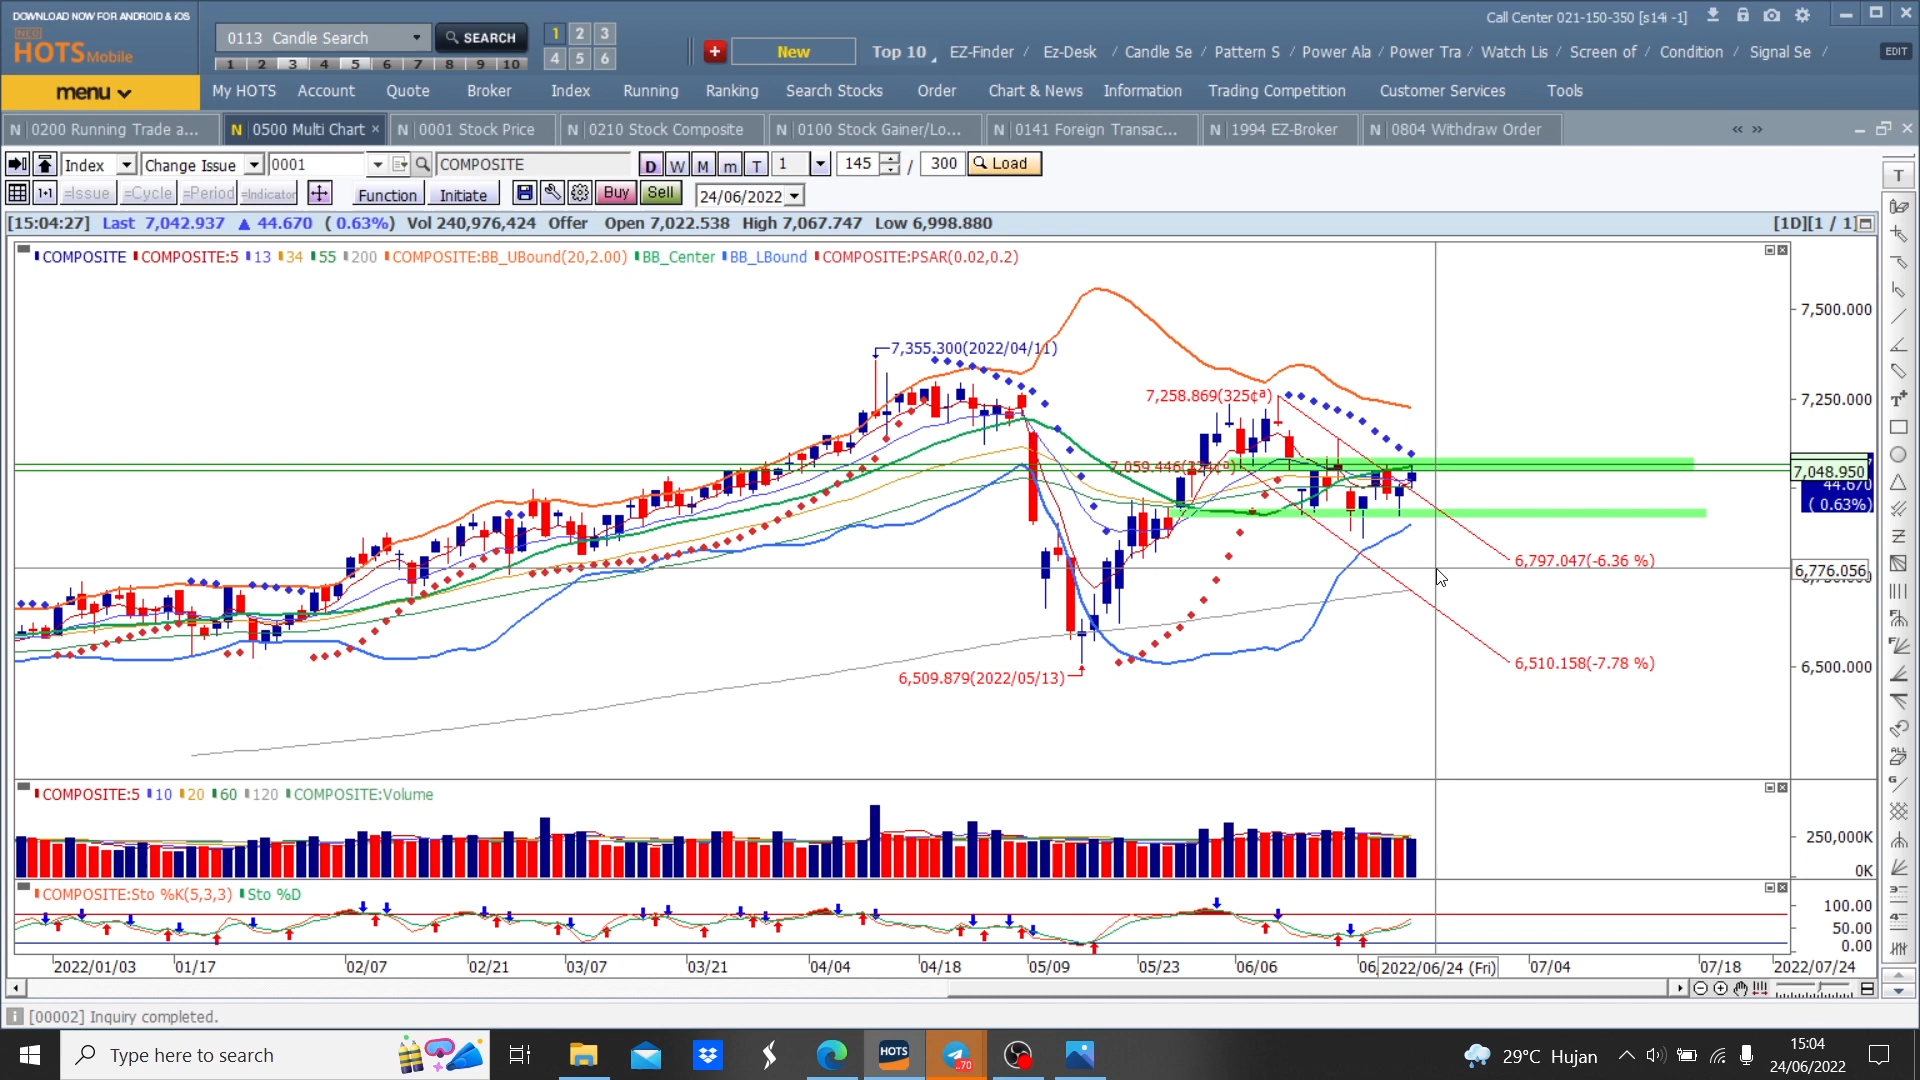 DOWNLOAD NOW FOR ANDROID & iOS
NEO
HOTS Mobile
0113 Candle Search
SEARCH
1 2 3 4 5 6 7 8 9 10
1 2 3
4 5 6
New
Call Center 021-150-350 [s14i -1]
Top 10 EZ-Finder / Ez-Desk / Candle Se / Pattern S / Power Ala / Power Tra / Watch Lis / Screen of / Condition / Signal Se /
EDIT
menu
My HOTS Account Quote Broker Index Running Ranking Search Stocks Order Chart & News Information Trading Competition Customer Services Tools
N 0200 Running Trade a... N 0500 Multi Chart × N 0001 Stock Price N 0210 Stock Composite N 0100 Stock Gainer/Lo... N 0141 Foreign Transac... N 1994 EZ-Broker N 0804 Withdraw Order
Index Change Issue 0001 COMPOSITE D W M m T 1 145 / 300 Load
=Issue =Cycle =Period =Indicator Function Initiate Buy Sell 24/06/2022
[15:04:27] Last 7,042.937 ▲ 44.670 ( 0.63%) Vol 240,976,424 Offer Open 7,022.538 High 7,067.747 Low 6,998.880 [1D][1 / 1]
COMPOSITE COMPOSITE:5 13 34 55 200 COMPOSITE:BB_UBound(20,2.00) BB_Center BB_LBound COMPOSITE:PSAR(0.02,0.2)
7,500.000
7,355.300(2022/04/11)
7,258.869(325¢ª)
7,250.000
7,059.446(324¢ª)
7,048.950
44.670
( 0.63%)
6,797.047(-6.36 %)
6,776.056
6,510.158(-7.78 %)
6,500.000
6,509.879(2022/05/13)
COMPOSITE:5 10 20 60 120 COMPOSITE:Volume
250,000K
0K
COMPOSITE:Sto %K(5,3,3) Sto %D
100.00
50.00
0.00
2022/01/03 01/17 02/07 02/21 03/07 03/21 04/04 04/18 05/09 05/23 06/06 06 2022/06/24 (Fri) 07/04 07/18 2022/07/24
[00002] Inquiry completed.
Type here to search
HOTS
..70
29°C Hujan
15:04
24/06/2022